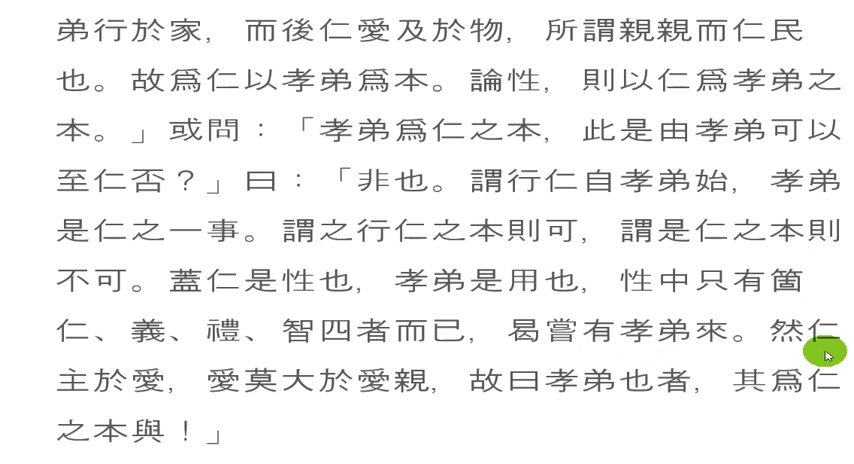 弟行於家，而後仁愛及於物，所謂親親而仁民
也。故爲仁以孝弟爲本。論性，則以仁爲孝弟之
本。」或問：「孝弟爲仁之本，此是由孝弟可以
至仁否？」曰：「非也。謂行仁自孝弟始，孝弟
是仁之一事。謂之行仁之本則可，謂是仁之本則
不可。蓋仁是性也，孝弟是用也，性中只有箇
仁、義、禮、智四者而已，曷嘗有孝弟來。然仁
主於愛，愛莫大於愛親，故曰孝弟也者，其爲仁
之本與！」